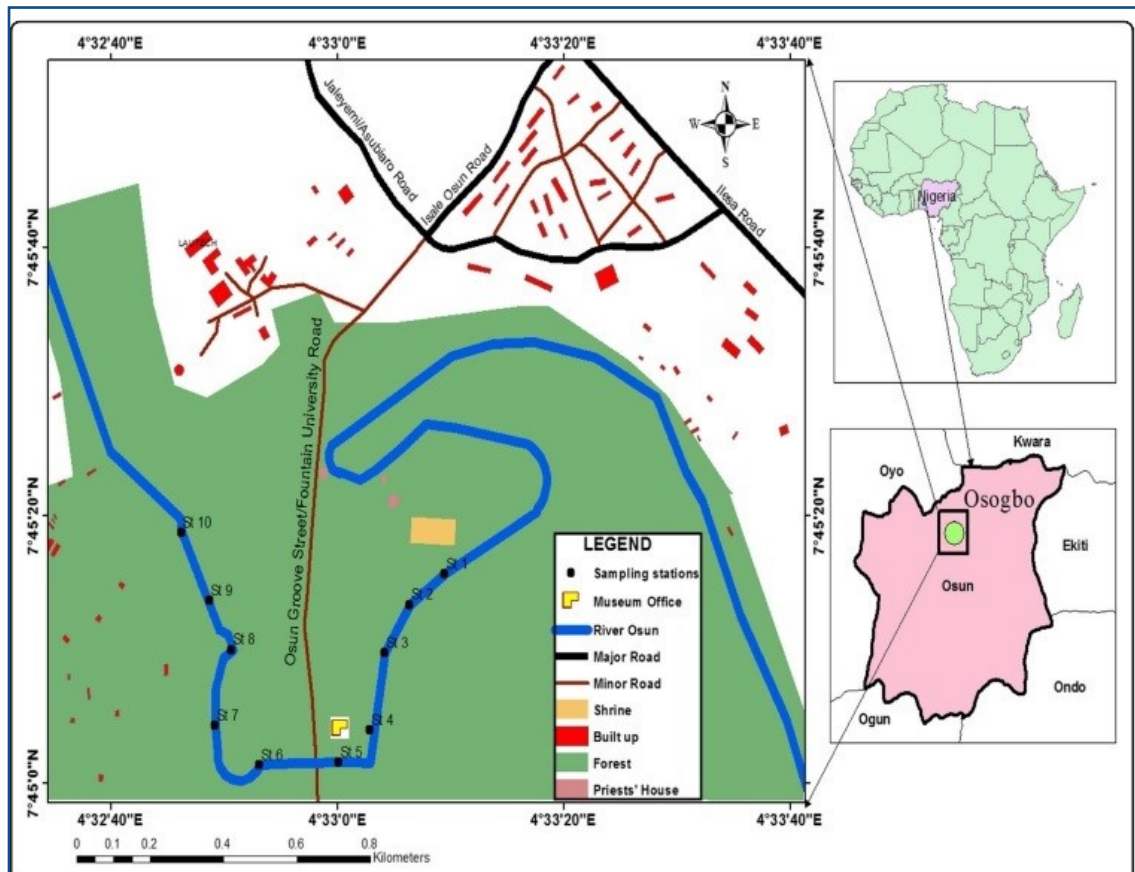 4°32'40"E
4°33'0"E
4°33'20"E
4°33'40"E
Jaleyemi/Asubiaro Road
Isale Osun Road
N
W
E
S
Ilesa Road
7°45'40"N
7°45'40"N
LAUTECH
Osun Groove Street/Fountain University Road
7°45'20"N
7°45'20"N
St 10
St 9
St 8
St 7
St 6
St 5
St 4
St 3
St 2
St 1
LEGEND
Sampling stations
Museum Office
River Osun
Major Road
Minor Road
Shrine
Built up
Forest
Priests' House
7°45'0"N
7°45'0"N
4°32'40"E
4°33'0"E
4°33'20"E
4°33'40"E
0 0.1 0.2 0.4 0.6 0.8
Kilometers
Nigeria
Kwara
Oyo
Osogbo
Ekiti
Osun
Ondo
Ogun